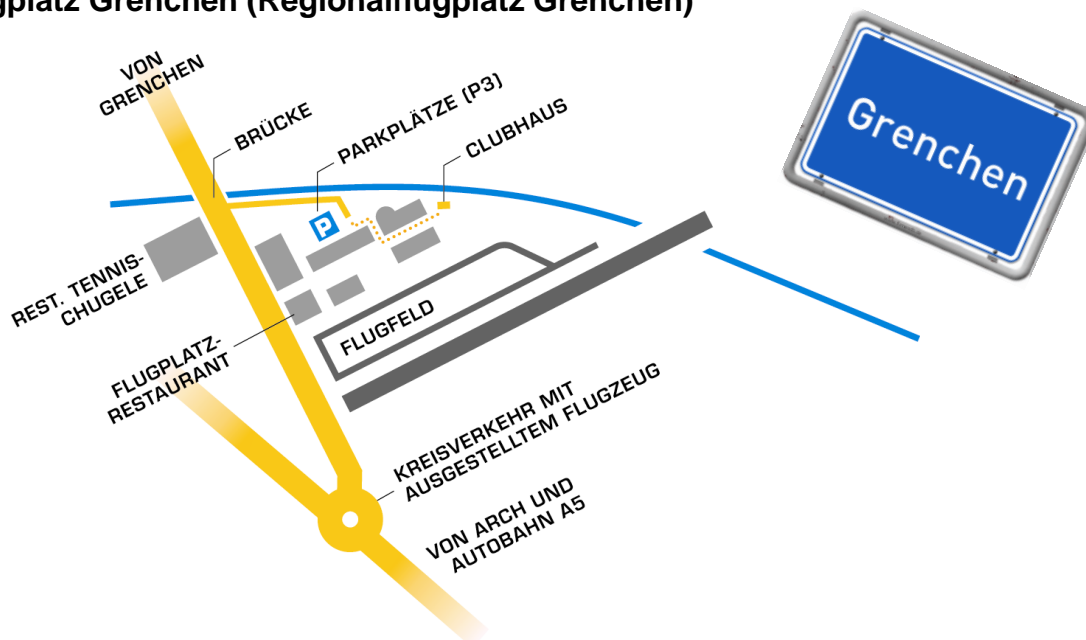 gplatz Grenchen (Regionalflugplatz Grenchen)
VON
GRENCHEN
BRÜCKE
PARKPLÄTZE (P3)
CLUBHAUS
Grenchen
P
REST. TENNIS-
CHUGELE
FLUGFELD
FLUGPLATZ-
RESTAURANT
KREISVERKEHR MIT
AUSGESTELLTEM FLUGZEUG
VON ARCH UND
AUTOBAHN A5